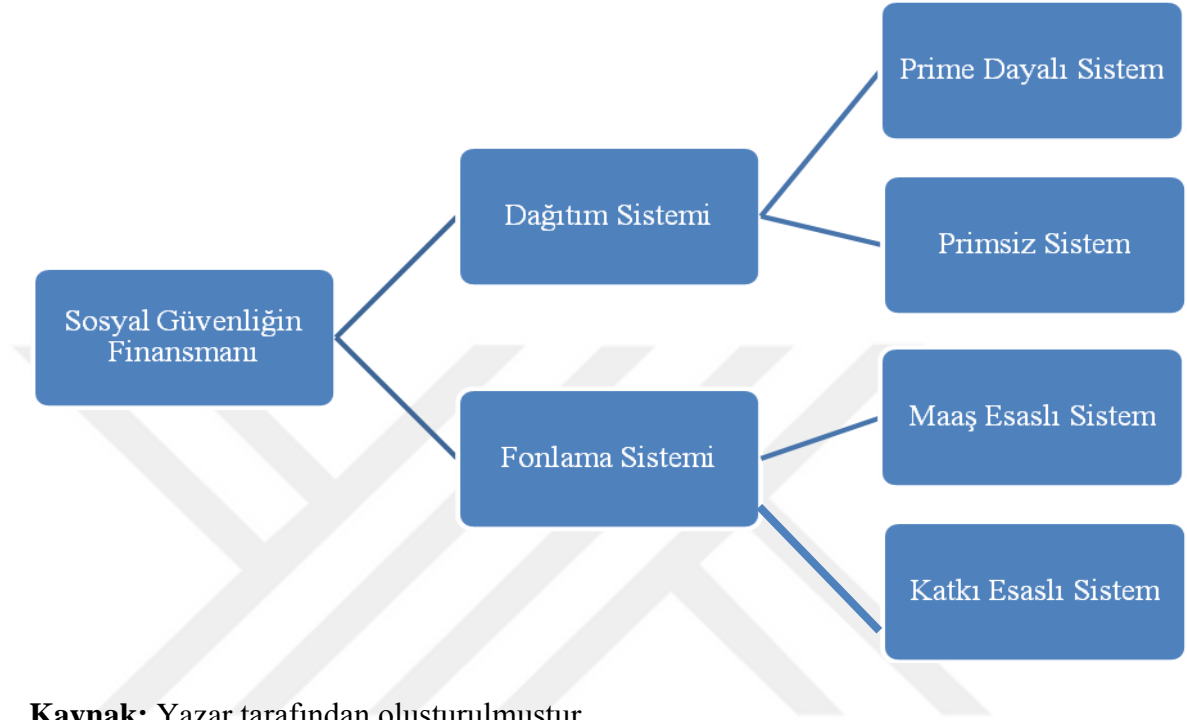 Sosyal Güvenliğin
Finansmanı
Dağıtım Sistemi
Prime Dayalı Sistem
Primsiz Sistem
Fonlama Sistemi
Maaş Esaslı Sistem
Katkı Esaslı Sistem
Kaynak: Yazar tarafından oluşturulmuştur